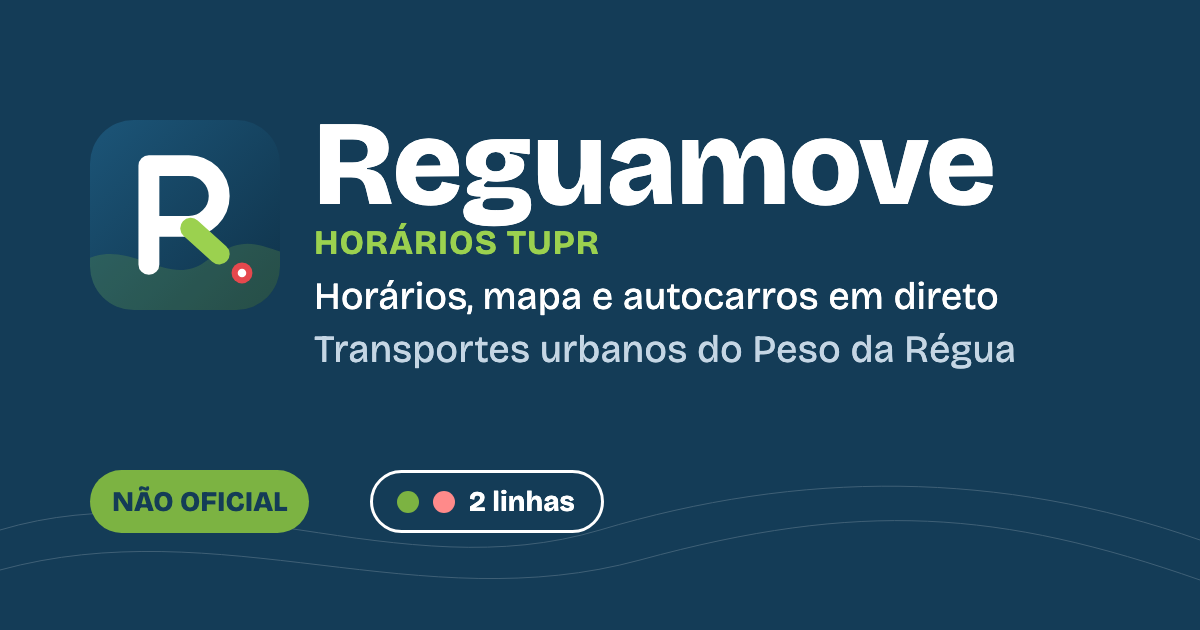 R
Reguamove
HORÁRIOS TUPR
Horários, mapa e autocarros em direto
Transportes urbanos do Peso da Régua
NÃO OFICIAL
2 linhas